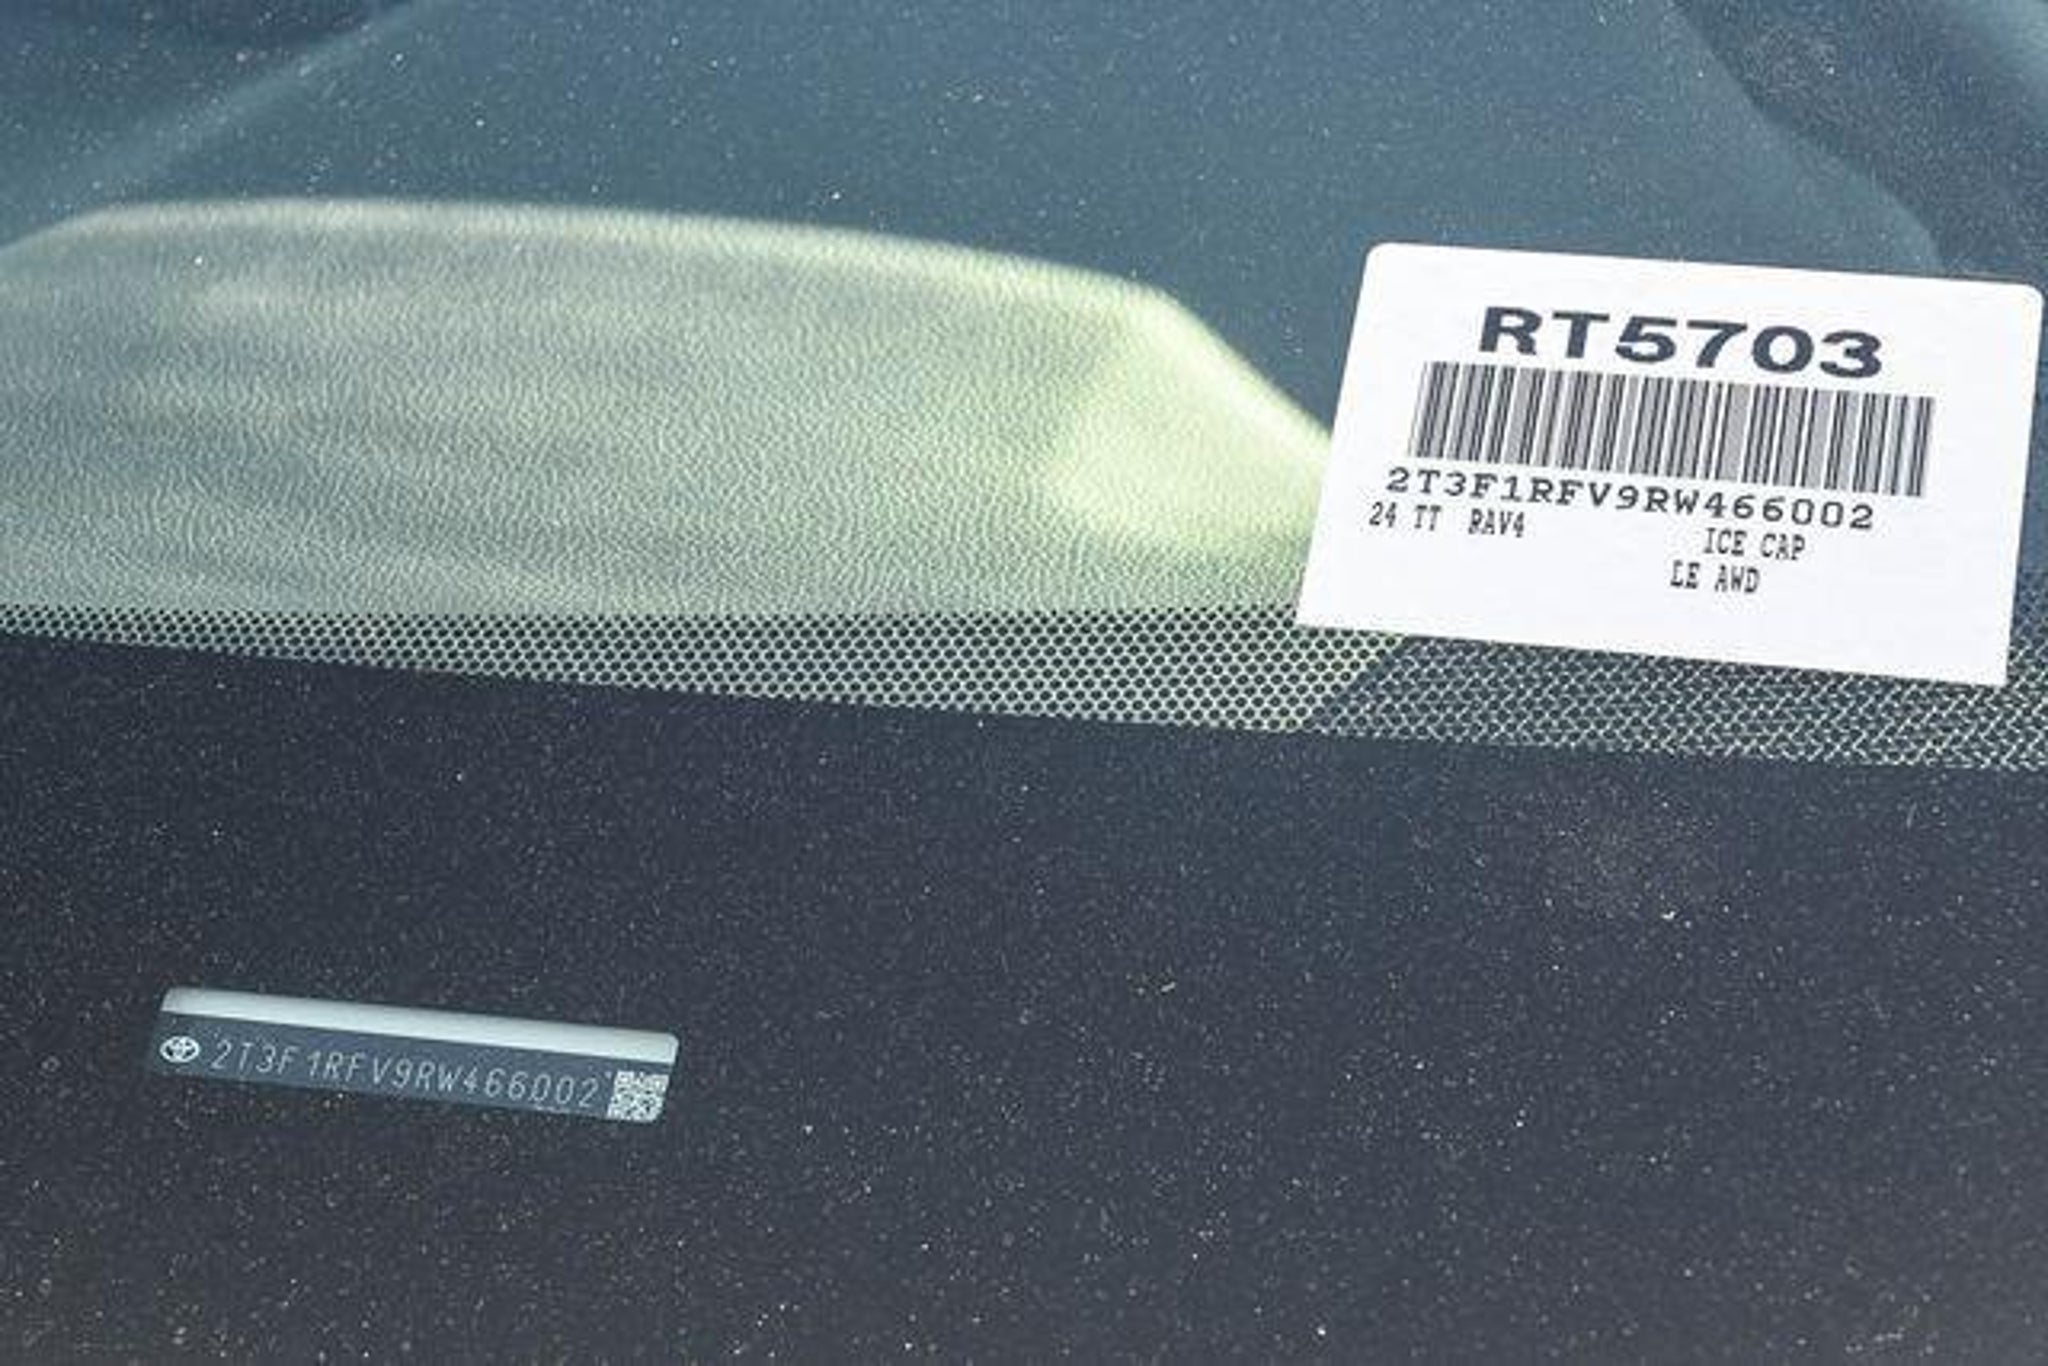 RT5703
2T3F1RFV9RW466002
24 TT RAV4 ICE CAP
LE AWD
2T3F1RFV9RW466002